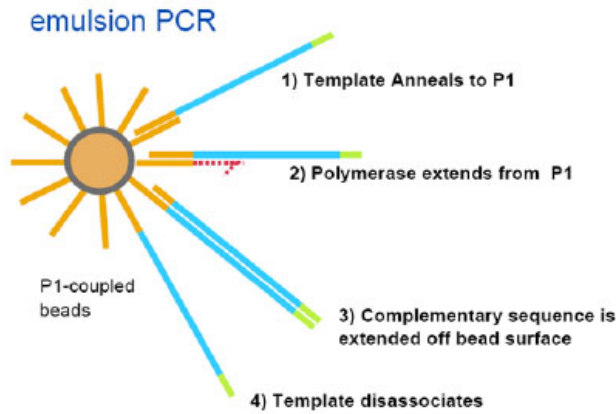 emulsion PCR
1) Template Anneals to P1
2) Polymerase extends from P1
P1-coupled
beads
3) Complementary sequence is
extended off bead surface
4) Template disassociates